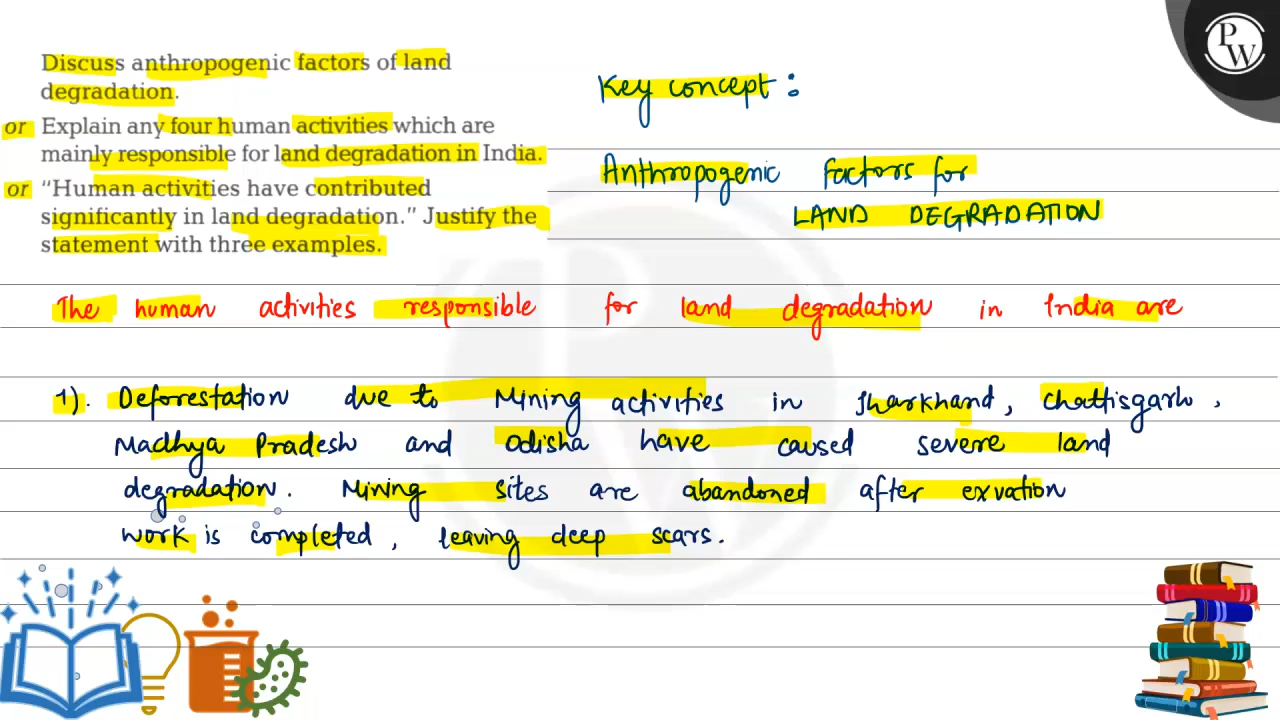 Discuss anthropogenic factors of land
degradation.
or Explain any four human activities which are
mainly responsible for land degradation in India.
or “Human activities have contributed
significantly in land degradation.” Justify the
statement with three examples.
Key concept :
Anthropogenic factors for
LAND DEGRADATION
PW
The human activities responsible for land degradation in India are
1). Deforestation due to Mining activities in Jharkhand, Chattisgarh,
Madhya Pradesh and Odisha have caused severe land
degradation. Mining sites are abandoned after exvation
work is completed, leaving deep scars.